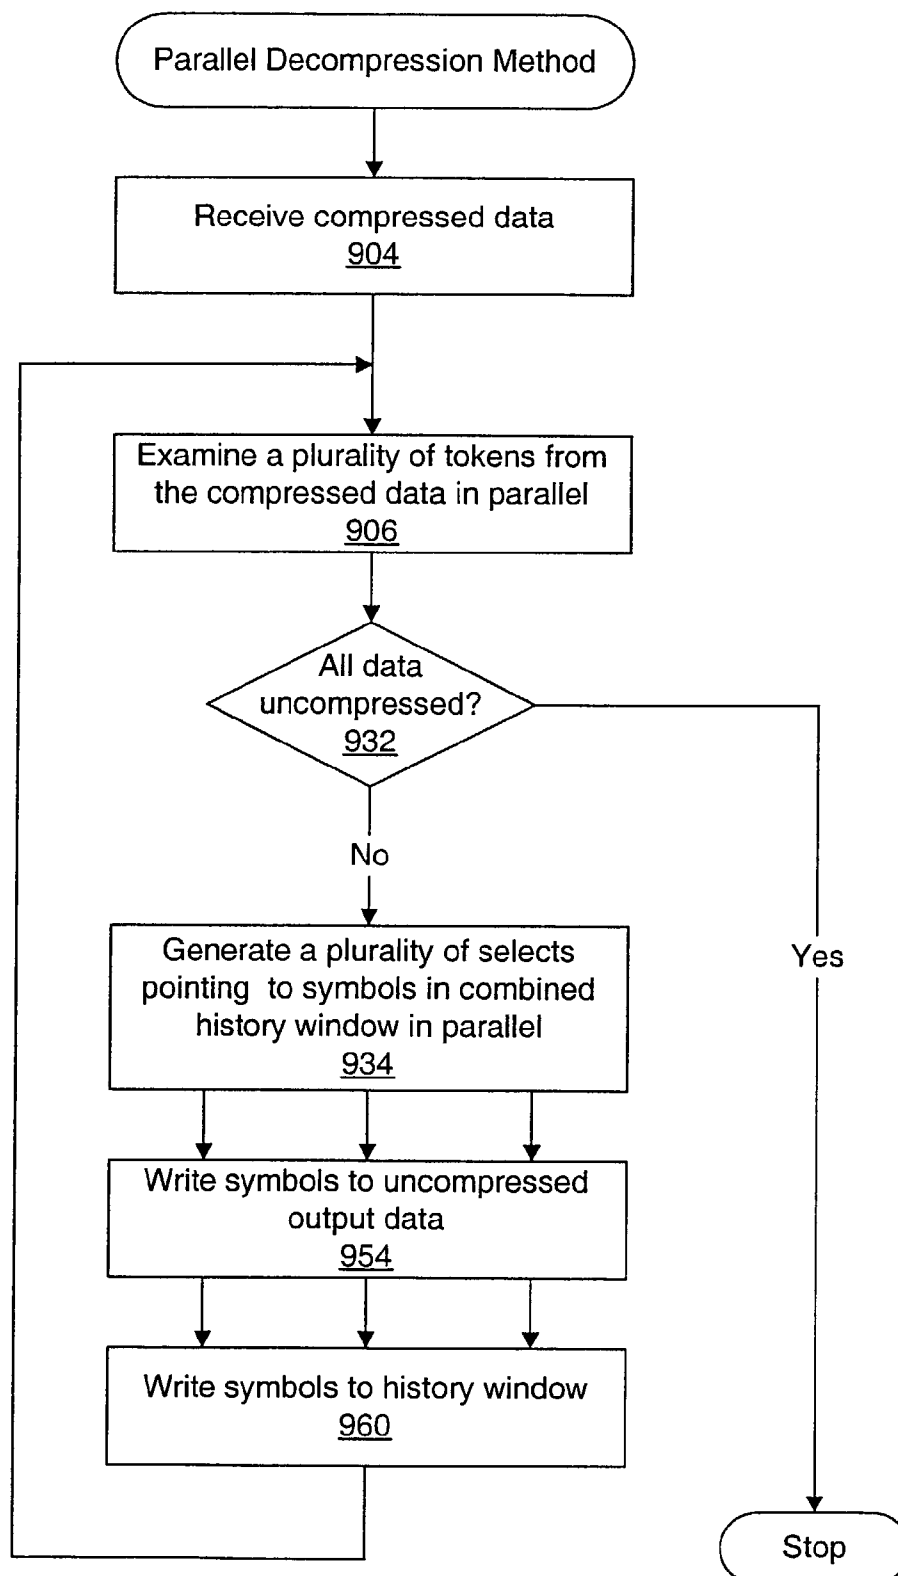 Parallel Decompression Method
Receive compressed data
904
Examine a plurality of tokens from
the compressed data in parallel
906
All data
uncompressed?
932
No
Yes
Generate a plurality of selects
pointing to symbols in combined
history window in parallel
934
Write symbols to uncompressed
output data
954
Write symbols to history window
960
Stop